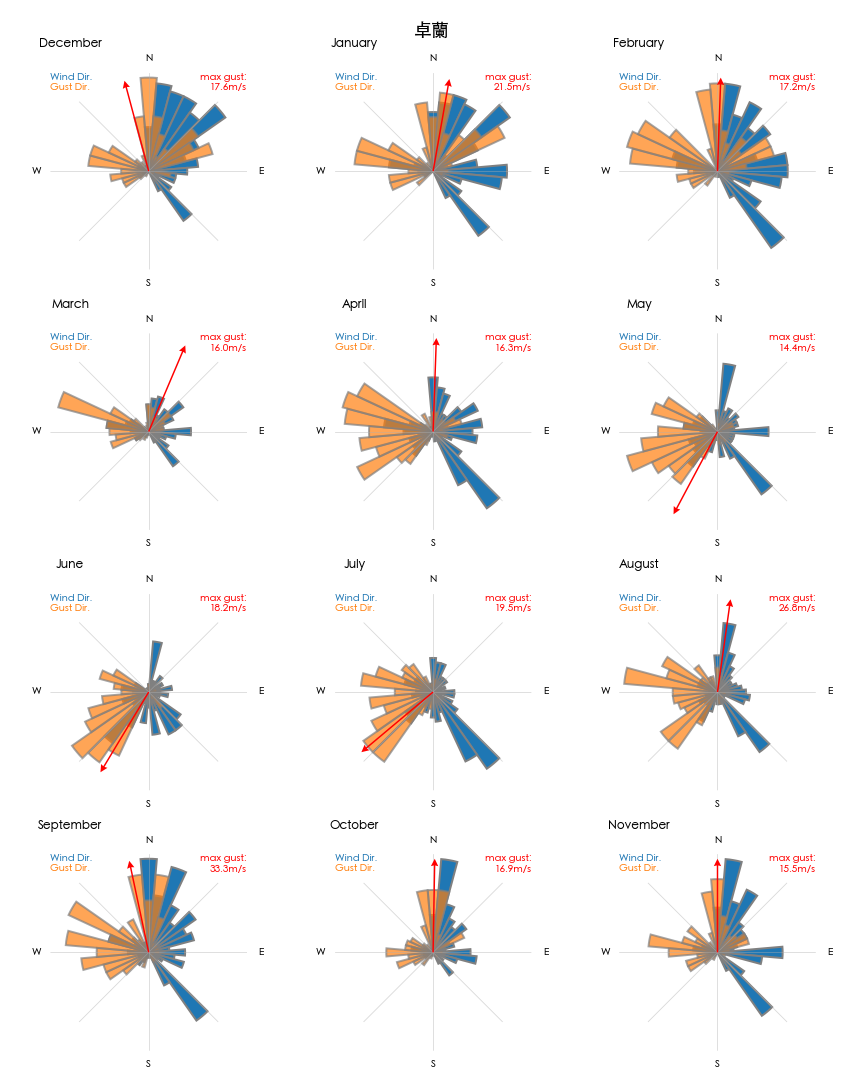 卓蘭
December
N
Wind Dir.
Gust Dir.
max gust:
17.6m/s
W
E
S
January
N
Wind Dir.
Gust Dir.
max gust:
21.5m/s
W
E
S
February
N
Wind Dir.
Gust Dir.
max gust:
17.2m/s
W
E
S
March
N
Wind Dir.
Gust Dir.
max gust:
16.0m/s
W
E
S
April
N
Wind Dir.
Gust Dir.
max gust:
16.3m/s
W
E
S
May
N
Wind Dir.
Gust Dir.
max gust:
14.4m/s
W
E
S
June
N
Wind Dir.
Gust Dir.
max gust:
18.2m/s
W
E
S
July
N
Wind Dir.
Gust Dir.
max gust:
19.5m/s
W
E
S
August
N
Wind Dir.
Gust Dir.
max gust:
26.8m/s
W
E
S
September
N
Wind Dir.
Gust Dir.
max gust:
33.3m/s
W
E
S
October
N
Wind Dir.
Gust Dir.
max gust:
16.9m/s
W
E
S
November
N
Wind Dir.
Gust Dir.
max gust:
15.5m/s
W
E
S